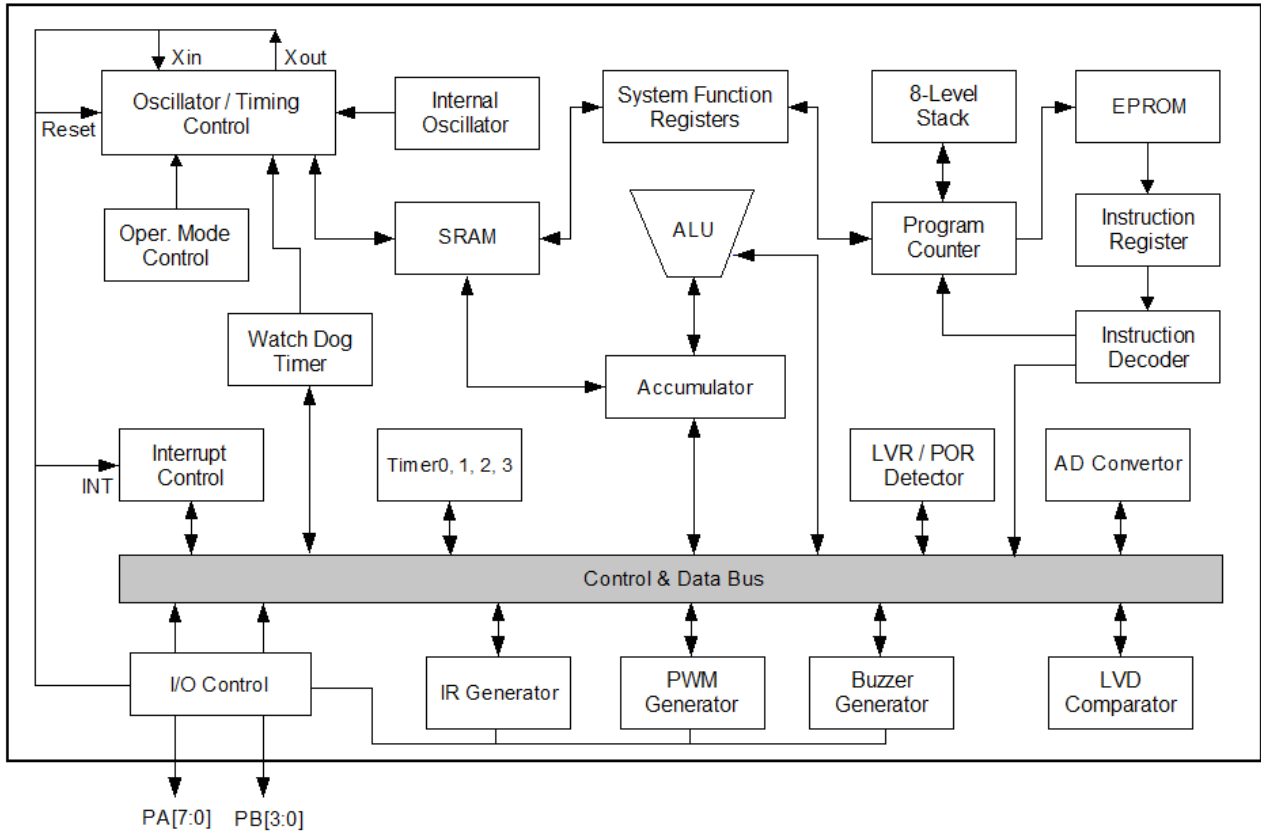 Xin
Xout
Oscillator / Timing
Control
Reset
Internal
Oscillator
System Function
Registers
8-Level
Stack
EPROM
Oper. Mode
Control
SRAM
ALU
Program
Counter
Instruction
Register
Watch Dog
Timer
Accumulator
Instruction
Decoder
Interrupt
Control
INT
Timer0, 1, 2, 3
LVR / POR
Detector
AD Convertor
Control & Data Bus
I/O Control
IR Generator
PWM
Generator
Buzzer
Generator
LVD
Comparator
PA[7:0]
PB[3:0]